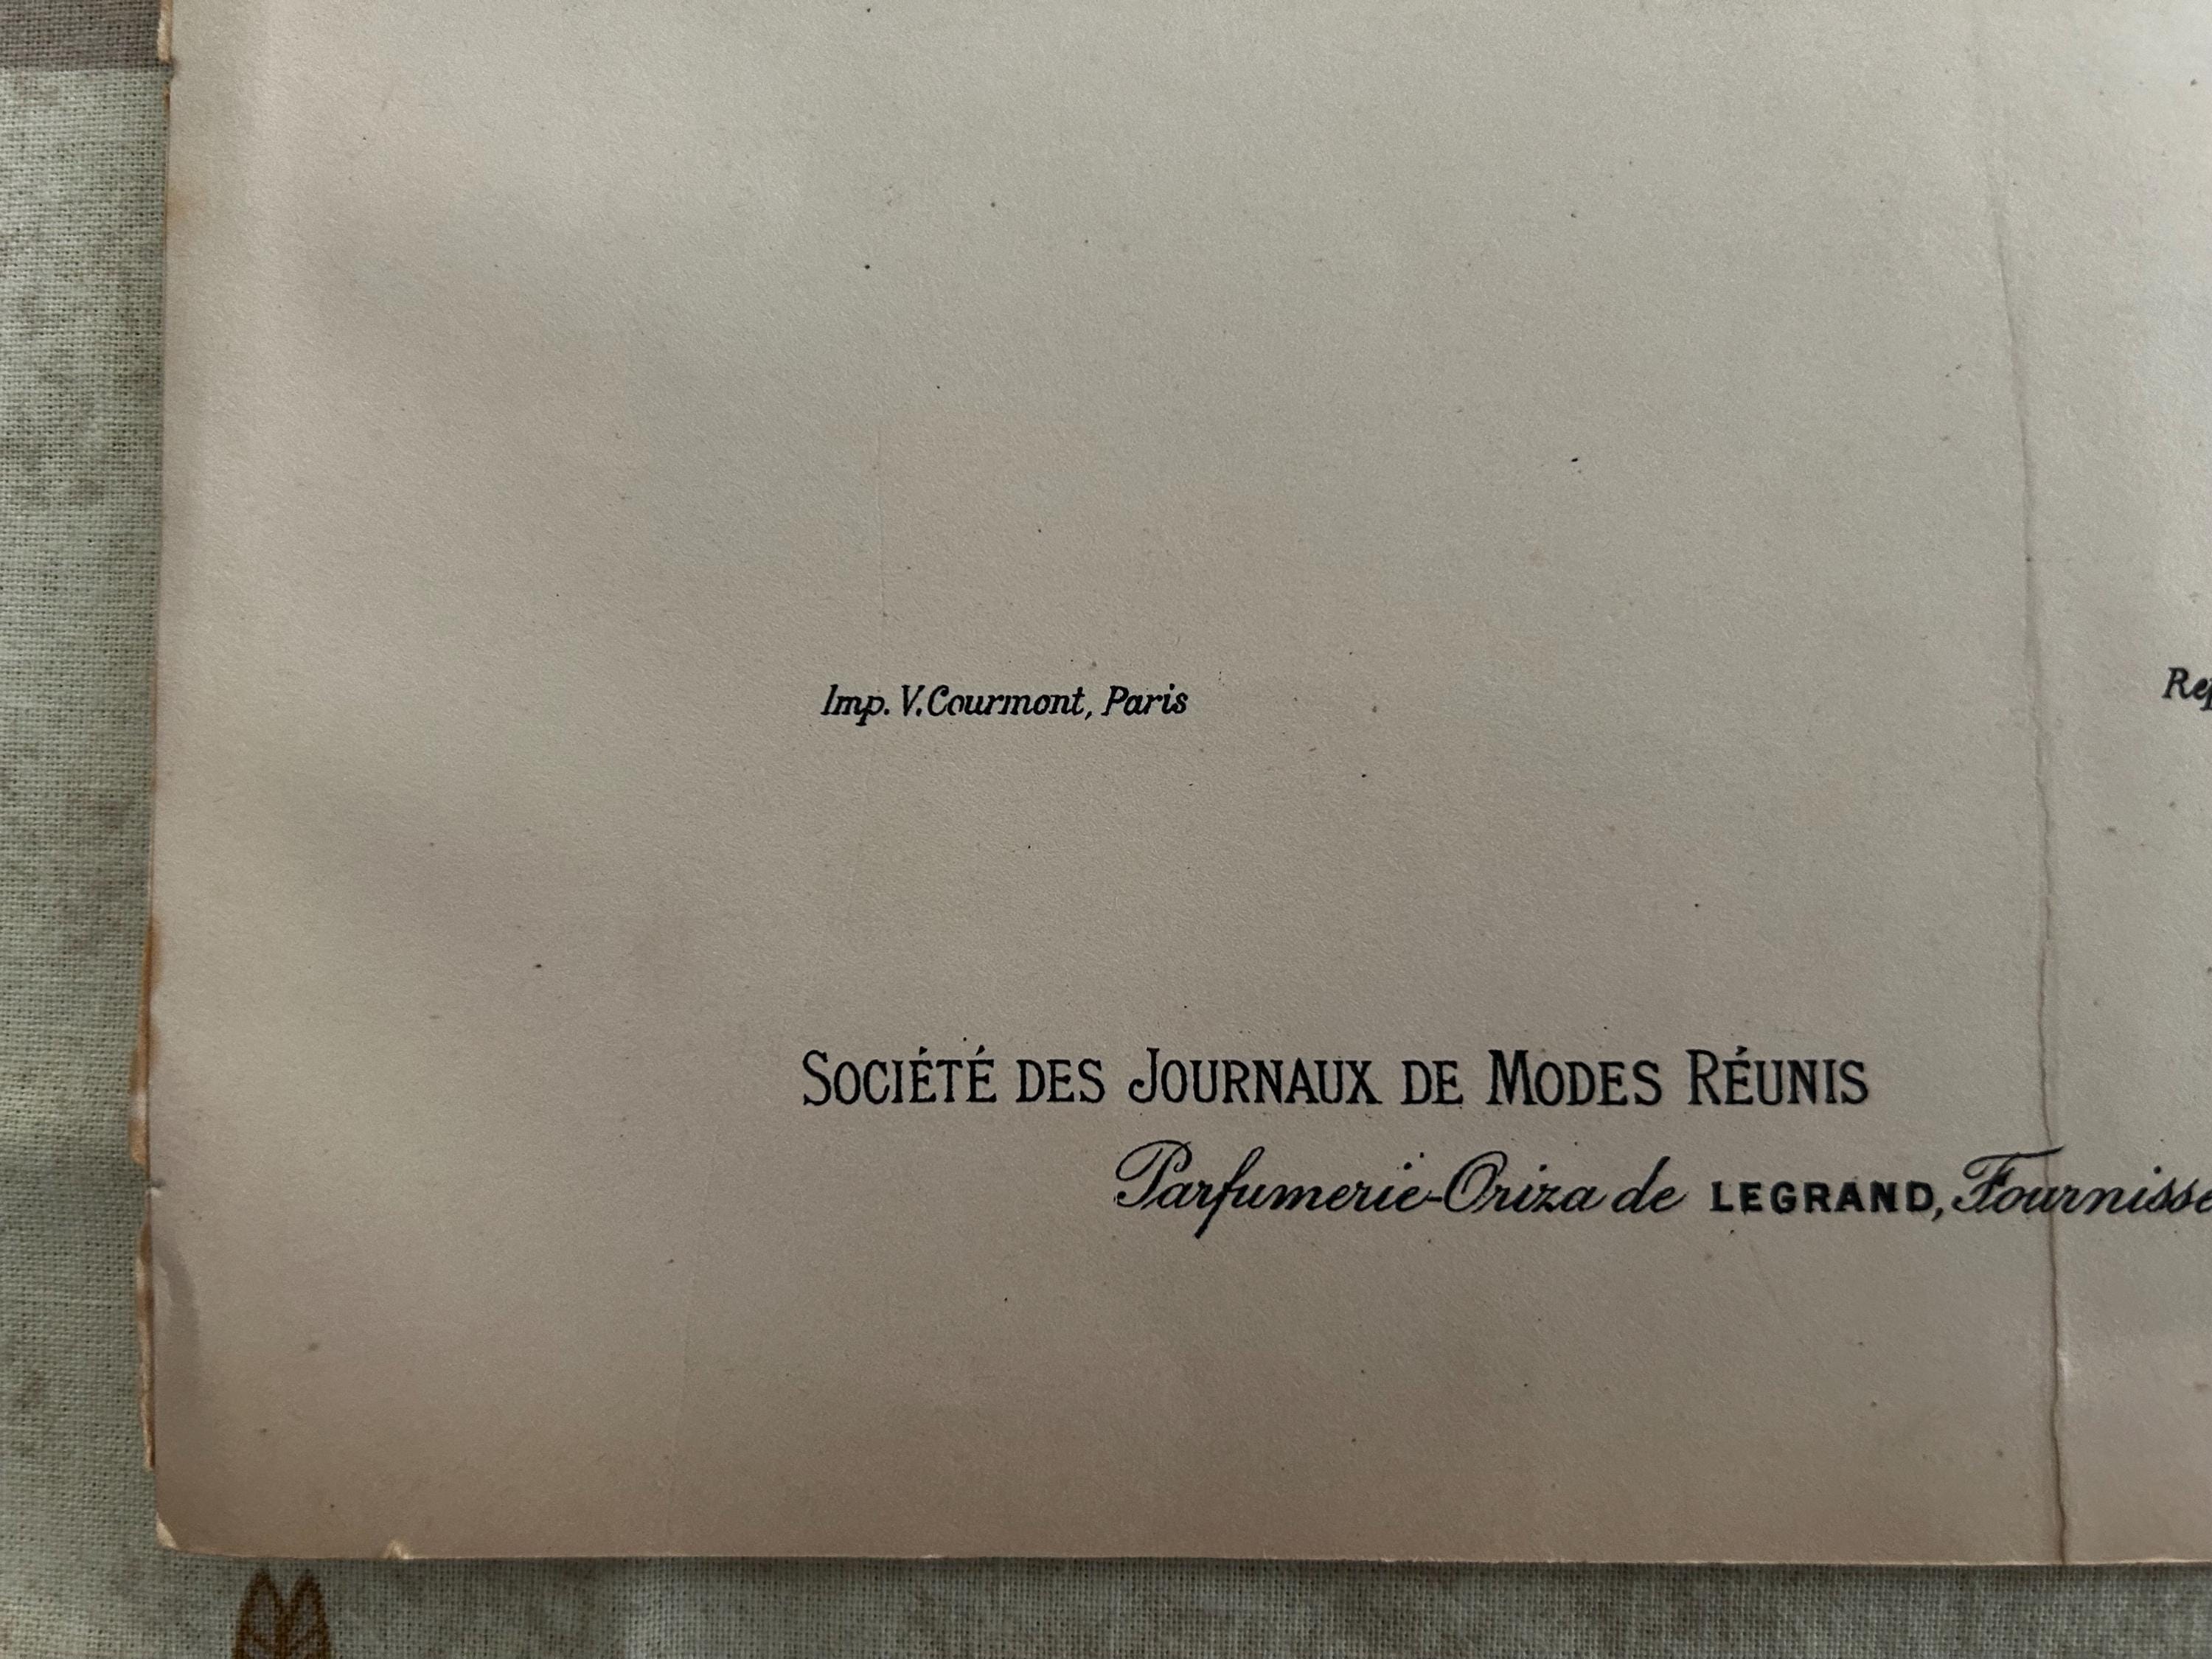 Imp. V. Courmont, Paris
SOCIÉTÉ DES JOURNAUX DE MODES RÉUNIS
Parfumerie-Oriza de LEGRAND,